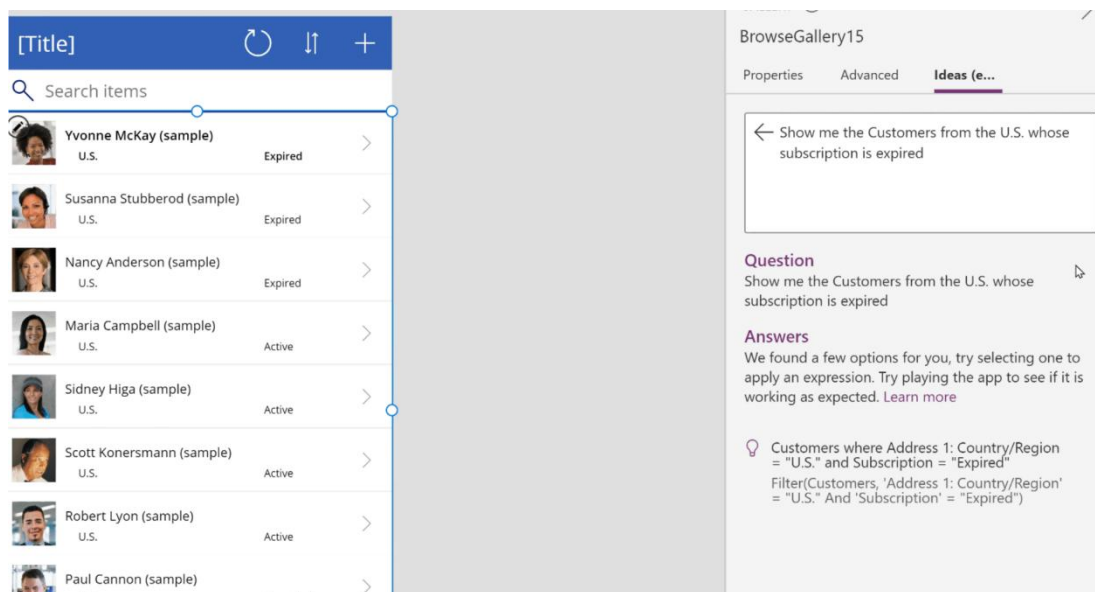 [Title]
Search items
Yvonne McKay (sample)
U.S. Expired
Susanna Stubberod (sample)
U.S. Expired
Nancy Anderson (sample)
U.S. Expired
Maria Campbell (sample)
U.S. Active
Sidney Higa (sample)
U.S. Active
Scott Konersmann (sample)
U.S. Active
Robert Lyon (sample)
U.S. Active
Paul Cannon (sample)
BrowseGallery15
Properties Advanced Ideas (e...
Show me the Customers from the U.S. whose
subscription is expired
Question
Show me the Customers from the U.S. whose
subscription is expired
Answers
We found a few options for you, try selecting one to
apply an expression. Try playing the app to see if it is
working as expected. Learn more
Customers where Address 1: Country/Region
= "U.S." and Subscription = "Expired"
Filter(Customers, 'Address 1: Country/Region'
= "U.S." And 'Subscription' = "Expired")